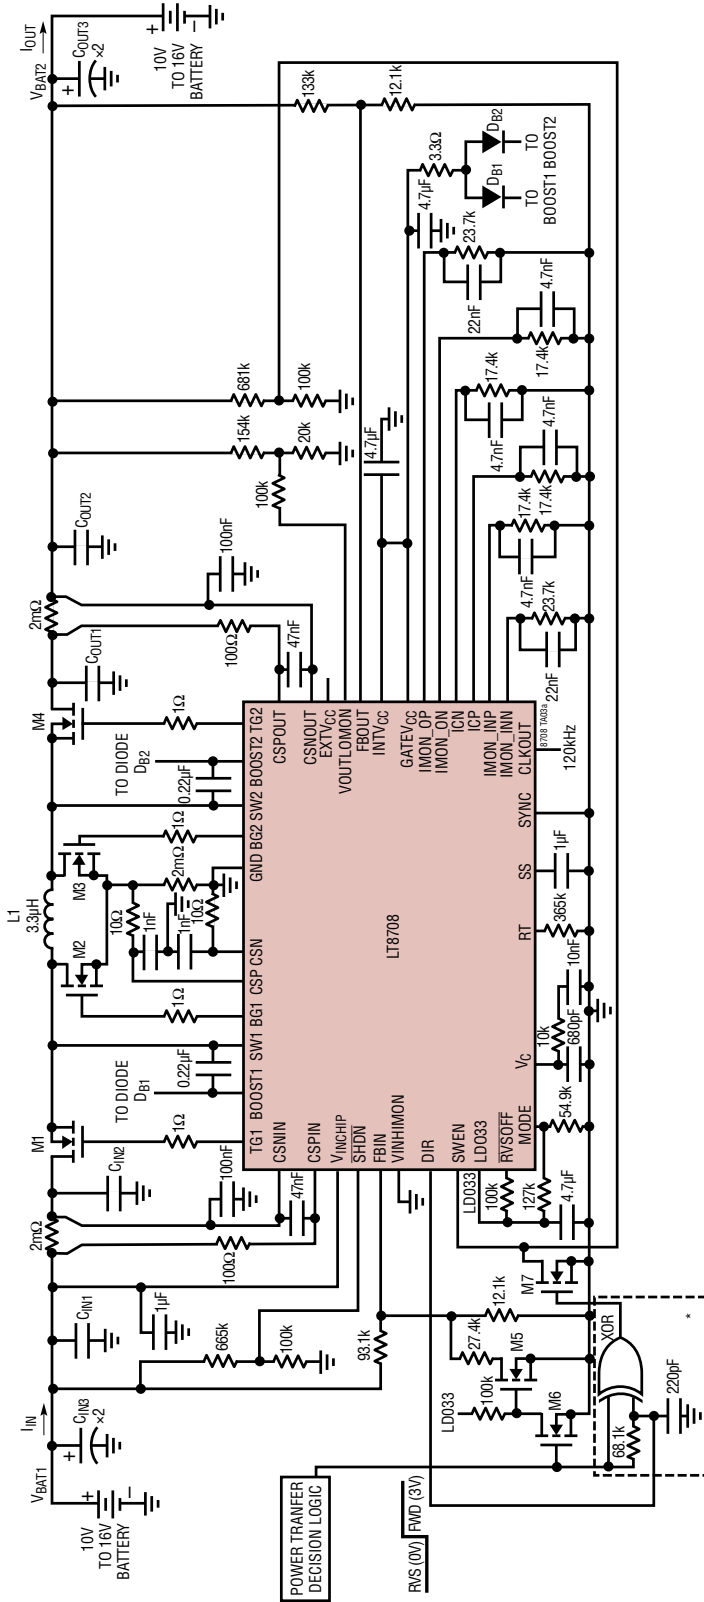 VBAT1
IIN
10V
TO 16V
BATTERY
+
–
+
CIN3
×2
CIN1
2mΩ
CIN2
M1
M2
L1
3.3µH
M3
M4
COUT1
2mΩ
COUT2
VBAT2
IOUT
+
COUT3
×2
10V
TO 16V
BATTERY
+
–
1µF
665k
100k
93.1k
100Ω
100nF
47nF
1Ω
TO DIODE
DB1
0.22µF
1Ω
10Ω
1nF
1nF
10Ω
2mΩ
1Ω
TO DIODE
DB2
0.22µF
1Ω
100Ω
47nF
100nF
154k
20k
100k
681k
100k
133k
12.1k
TG1 BOOST1 SW1 BG1 CSP CSN GND BG2 SW2 BOOST2 TG2
CSNIN
CSPIN
VINCHIP
SHDN
FBIN
VINHIMON
DIR
SWEN
LDO33
RVSOFF
MODE
LT8708
CSPOUT
CSNOUT
EXTVCC
VOUTLOMON
FBOUT
INTVCC
GATEVCC
IMON_OP
IMON_ON
ICN
ICP
IMON_INP
IMON_INN
CLKOUT
VC RT SS SYNC
4.7µF
4.7µF
3.3Ω
DB1
DB2
TO
BOOST1
TO
BOOST2
22nF
23.7k
17.4k
4.7nF
4.7nF
17.4k
17.4k
4.7nF
4.7nF
17.4k
22nF
23.7k
8708 TA03a
120kHz
1µF
365k
10k
10nF
680pF
54.9k
LD033
100k
127k
4.7µF
POWER TRANFER
DECISION LOGIC
RVS (0V)
FWD (3V)
LD033
100k
27.4k
12.1k
M5
M6
M7
XOR
68.1k
220pF
*